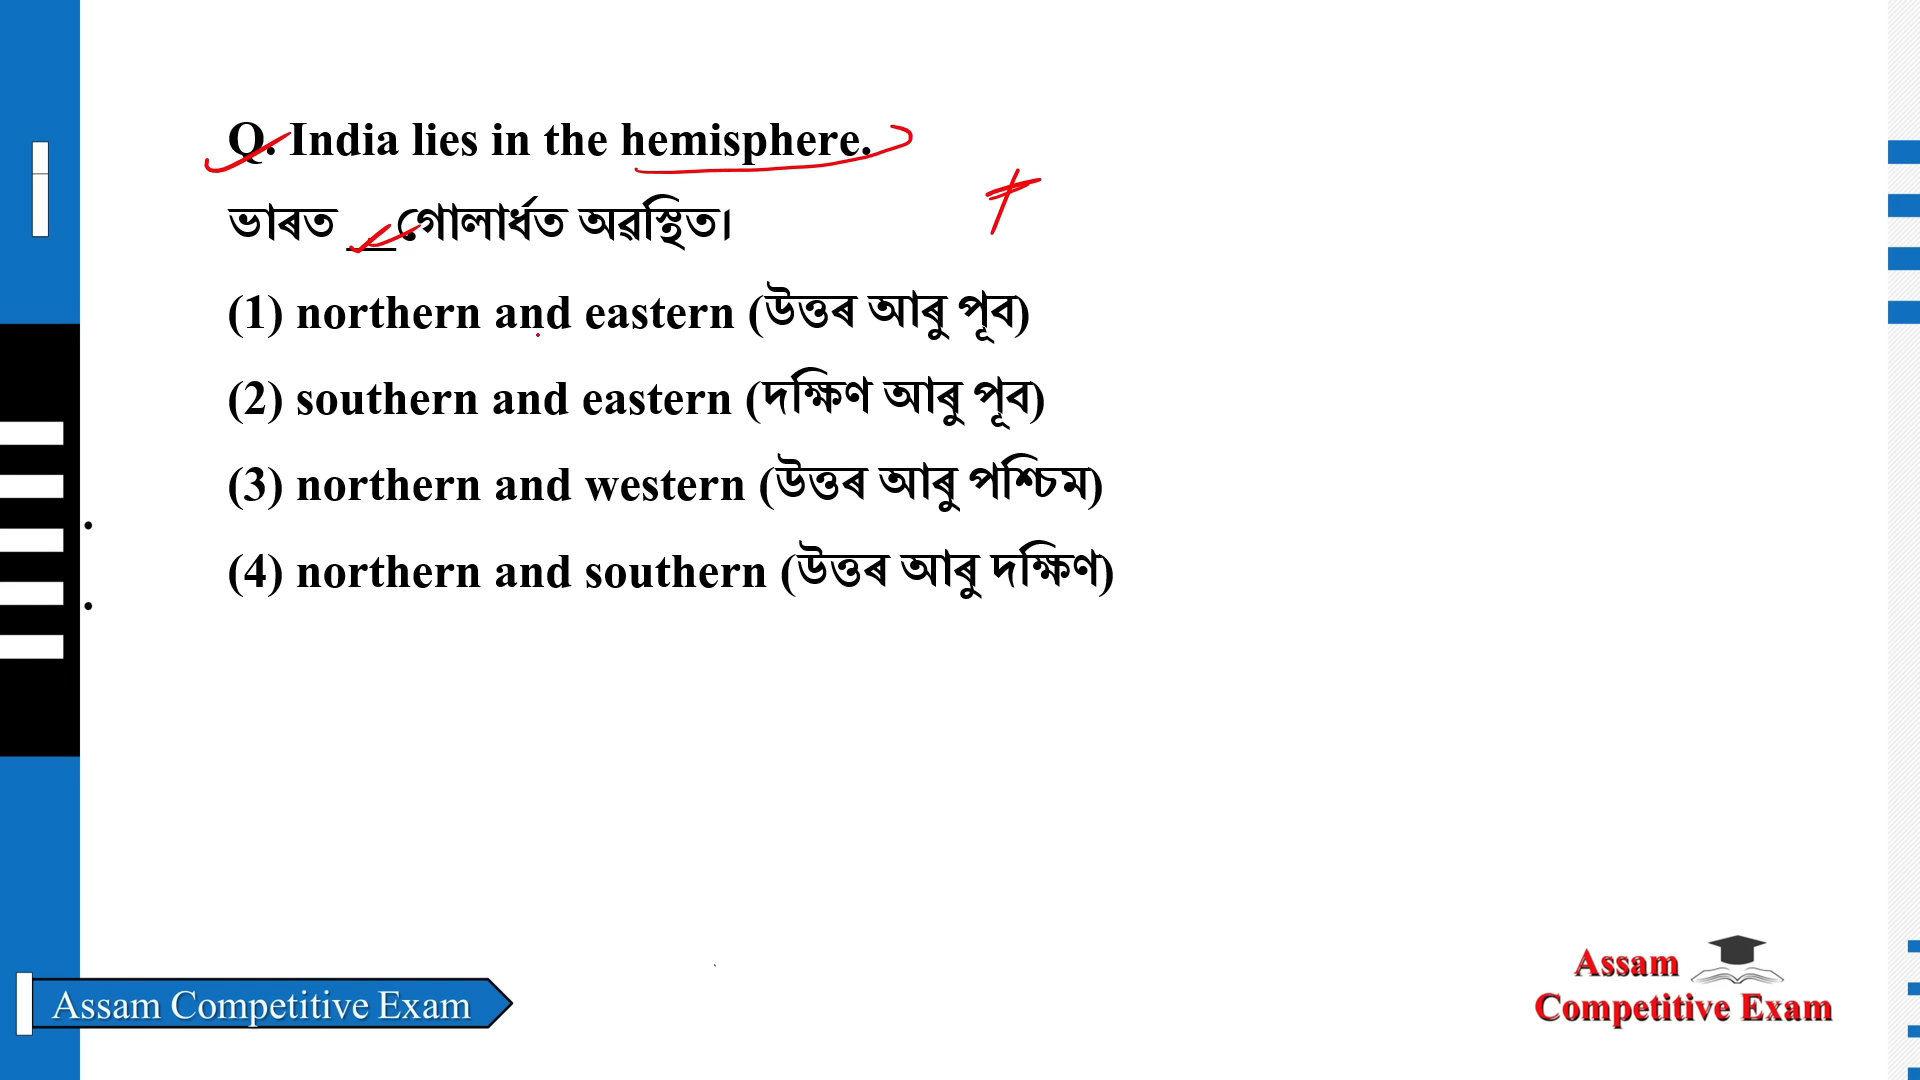 Q. India lies in the hemisphere.
ভাৰত __গোলাৰ্ধত অৱস্থিত।
(1) northern and eastern (উত্তৰ আৰু পূব)
(2) southern and eastern (দক্ষিণ আৰু পূব)
(3) northern and western (উত্তৰ আৰু পশ্চিম)
(4) northern and southern (উত্তৰ আৰু দক্ষিণ)
Assam Competitive Exam
Assam
Competitive Exam